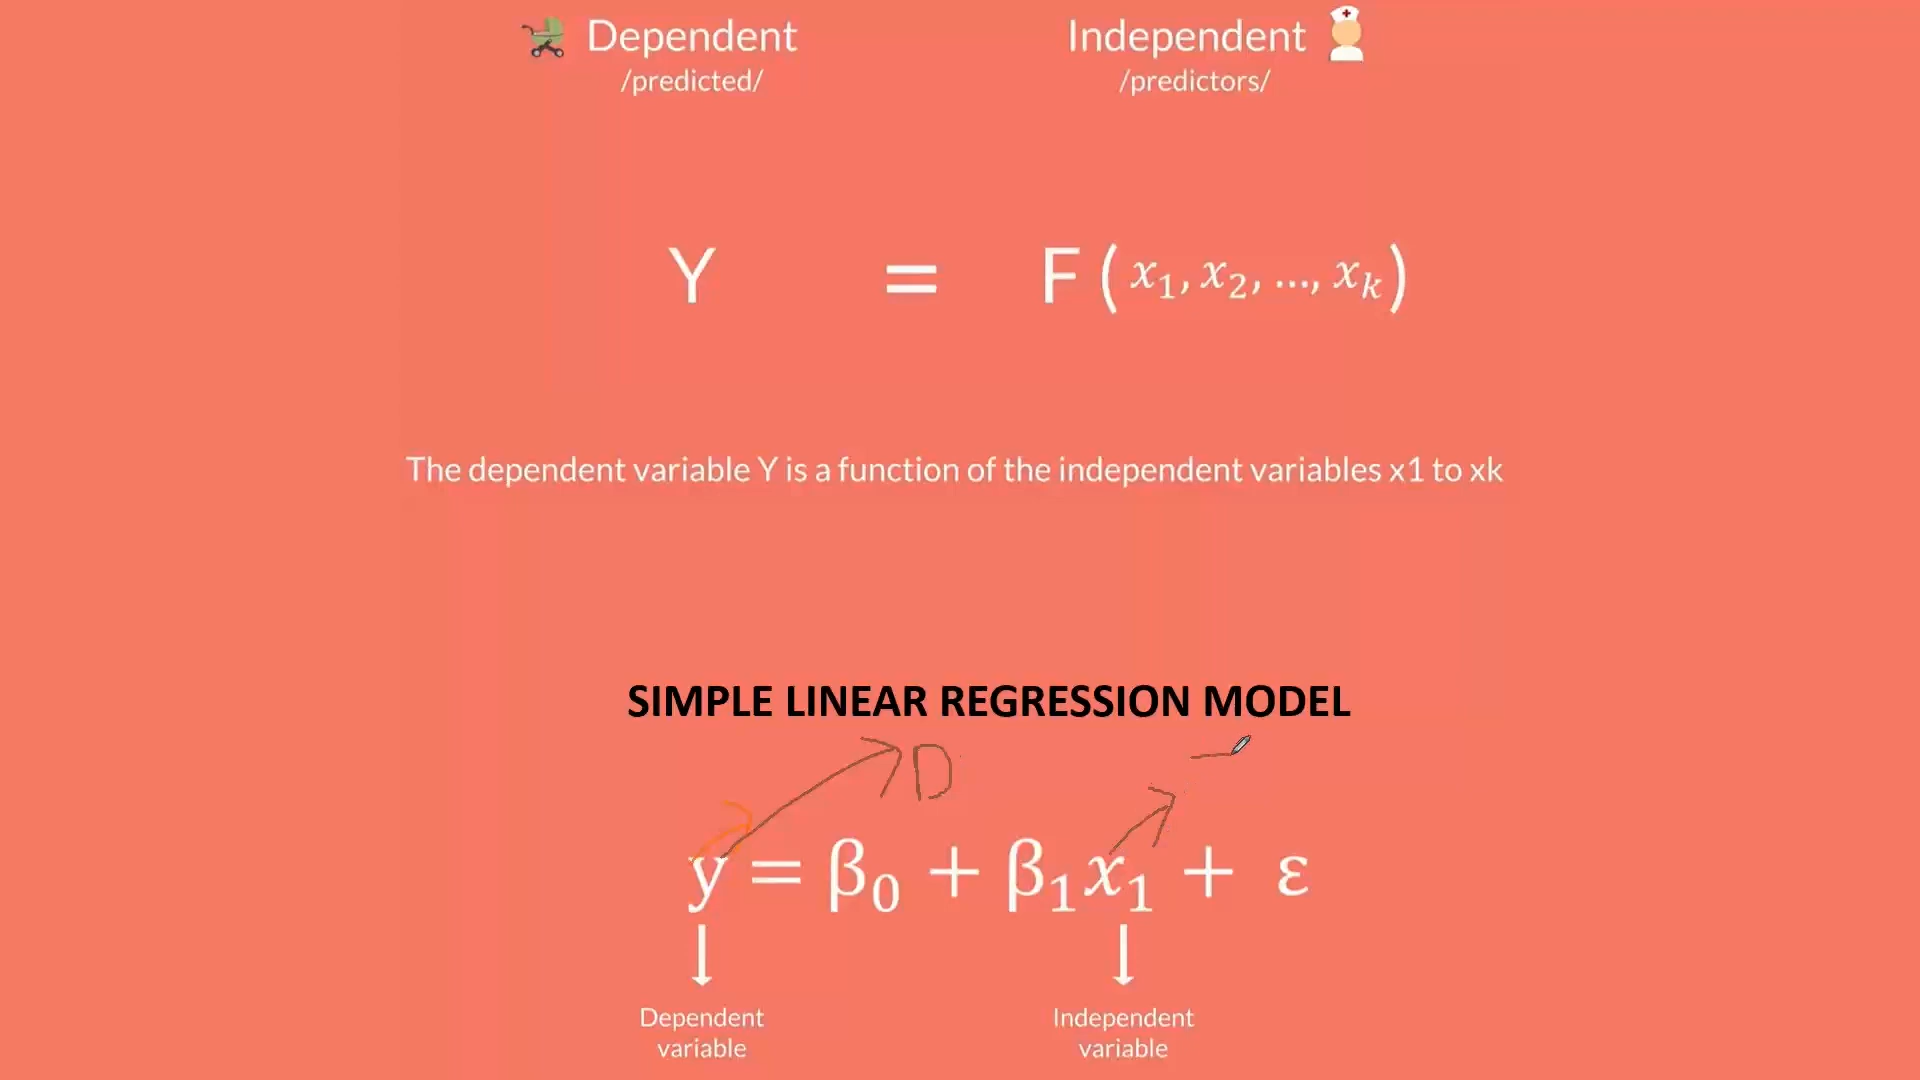 Dependent Independent
/predicted/ /predictors/
Y = F (x₁, x₂, ..., xₖ)
The dependent variable Y is a function of the independent variables x1 to xk
SIMPLE LINEAR REGRESSION MODEL
D
y = β₀ + β₁x₁ + ε
Dependent Independent
variable variable